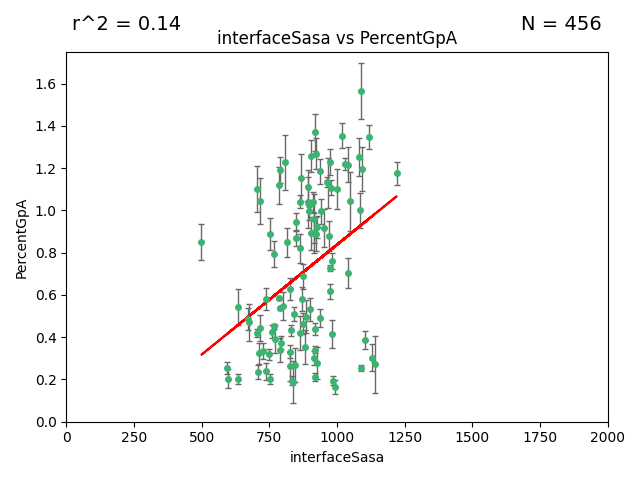 r^2 = 0.14
N = 456
interfaceSasa vs PercentGpA
PercentGpA
1.6
1.4
1.2
1.0
0.8
0.6
0.4
0.2
0.0
0 250 500 750 1000 1250 1500 1750 2000
interfaceSasa